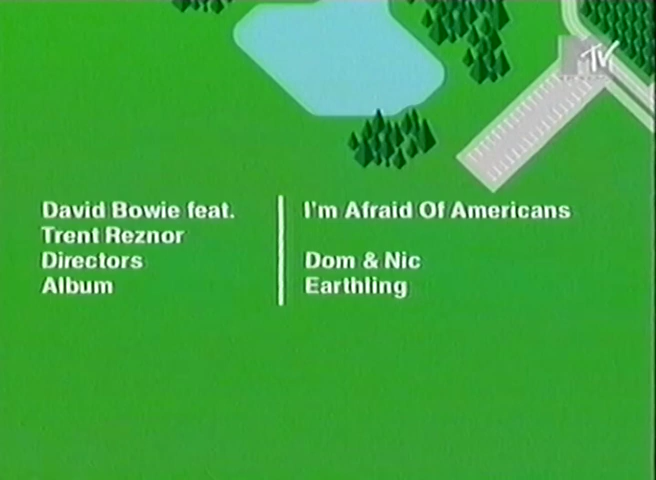 MTV
David Bowie feat. | I'm Afraid Of Americans
Trent Reznor
Directors | Dom & Nic
Album | Earthling